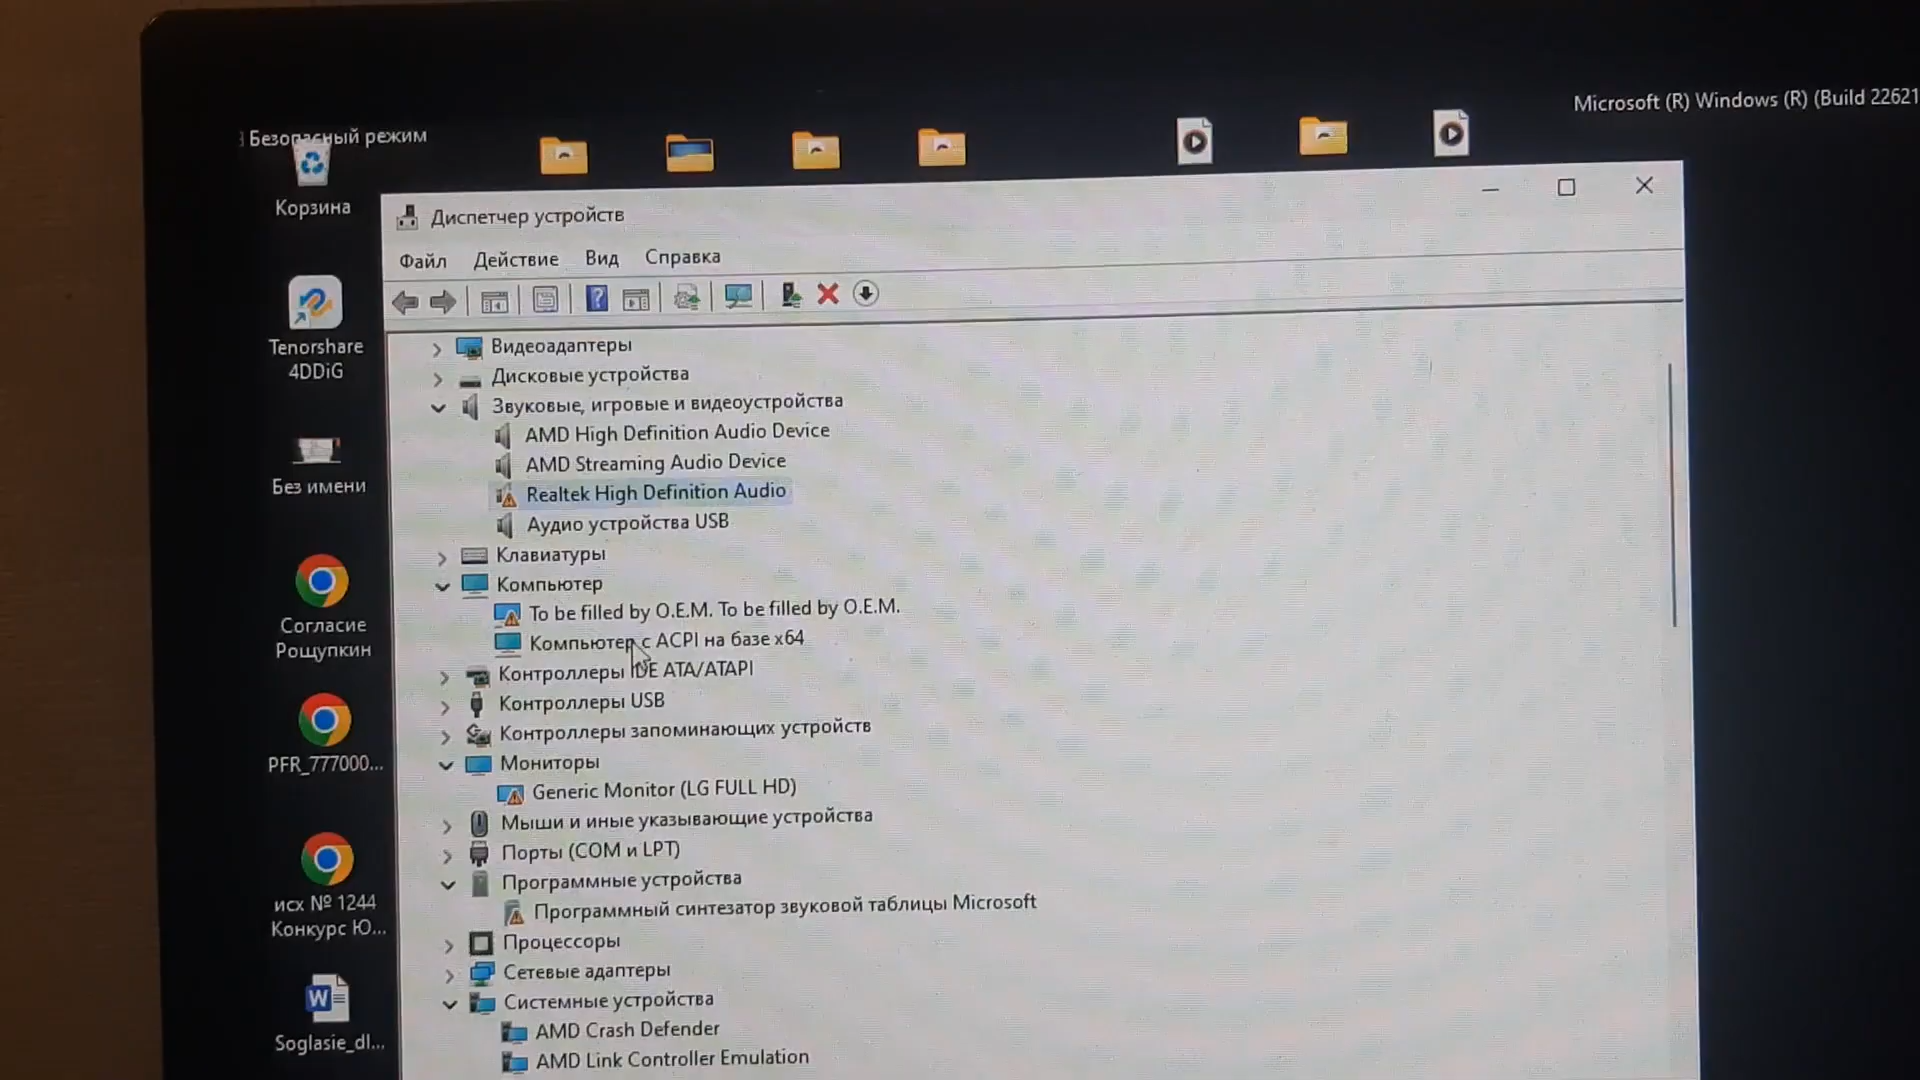 Microsoft (R) Windows (R) (Build 22621
Безопасный режим
Корзина
Tenorshare
4DDiG
Без имени
Согласие
Рощупкин
PFR_777000...
исх № 1244
Конкурс Ю...
Soglasie_dl...
Диспетчер устройств
Файл Действие Вид Справка
Видеоадаптеры
Дисковые устройства
Звуковые, игровые и видеоустройства
AMD High Definition Audio Device
AMD Streaming Audio Device
Realtek High Definition Audio
Аудио устройства USB
Клавиатуры
Компьютер
To be filled by O.E.M. To be filled by O.E.M.
Компьютер с ACPI на базе x64
Контроллеры IDE ATA/ATAPI
Контроллеры USB
Контроллеры запоминающих устройств
Мониторы
Generic Monitor (LG FULL HD)
Мыши и иные указывающие устройства
Порты (COM и LPT)
Программные устройства
Программный синтезатор звуковой таблицы Microsoft
Процессоры
Сетевые адаптеры
Системные устройства
AMD Crash Defender
AMD Link Controller Emulation